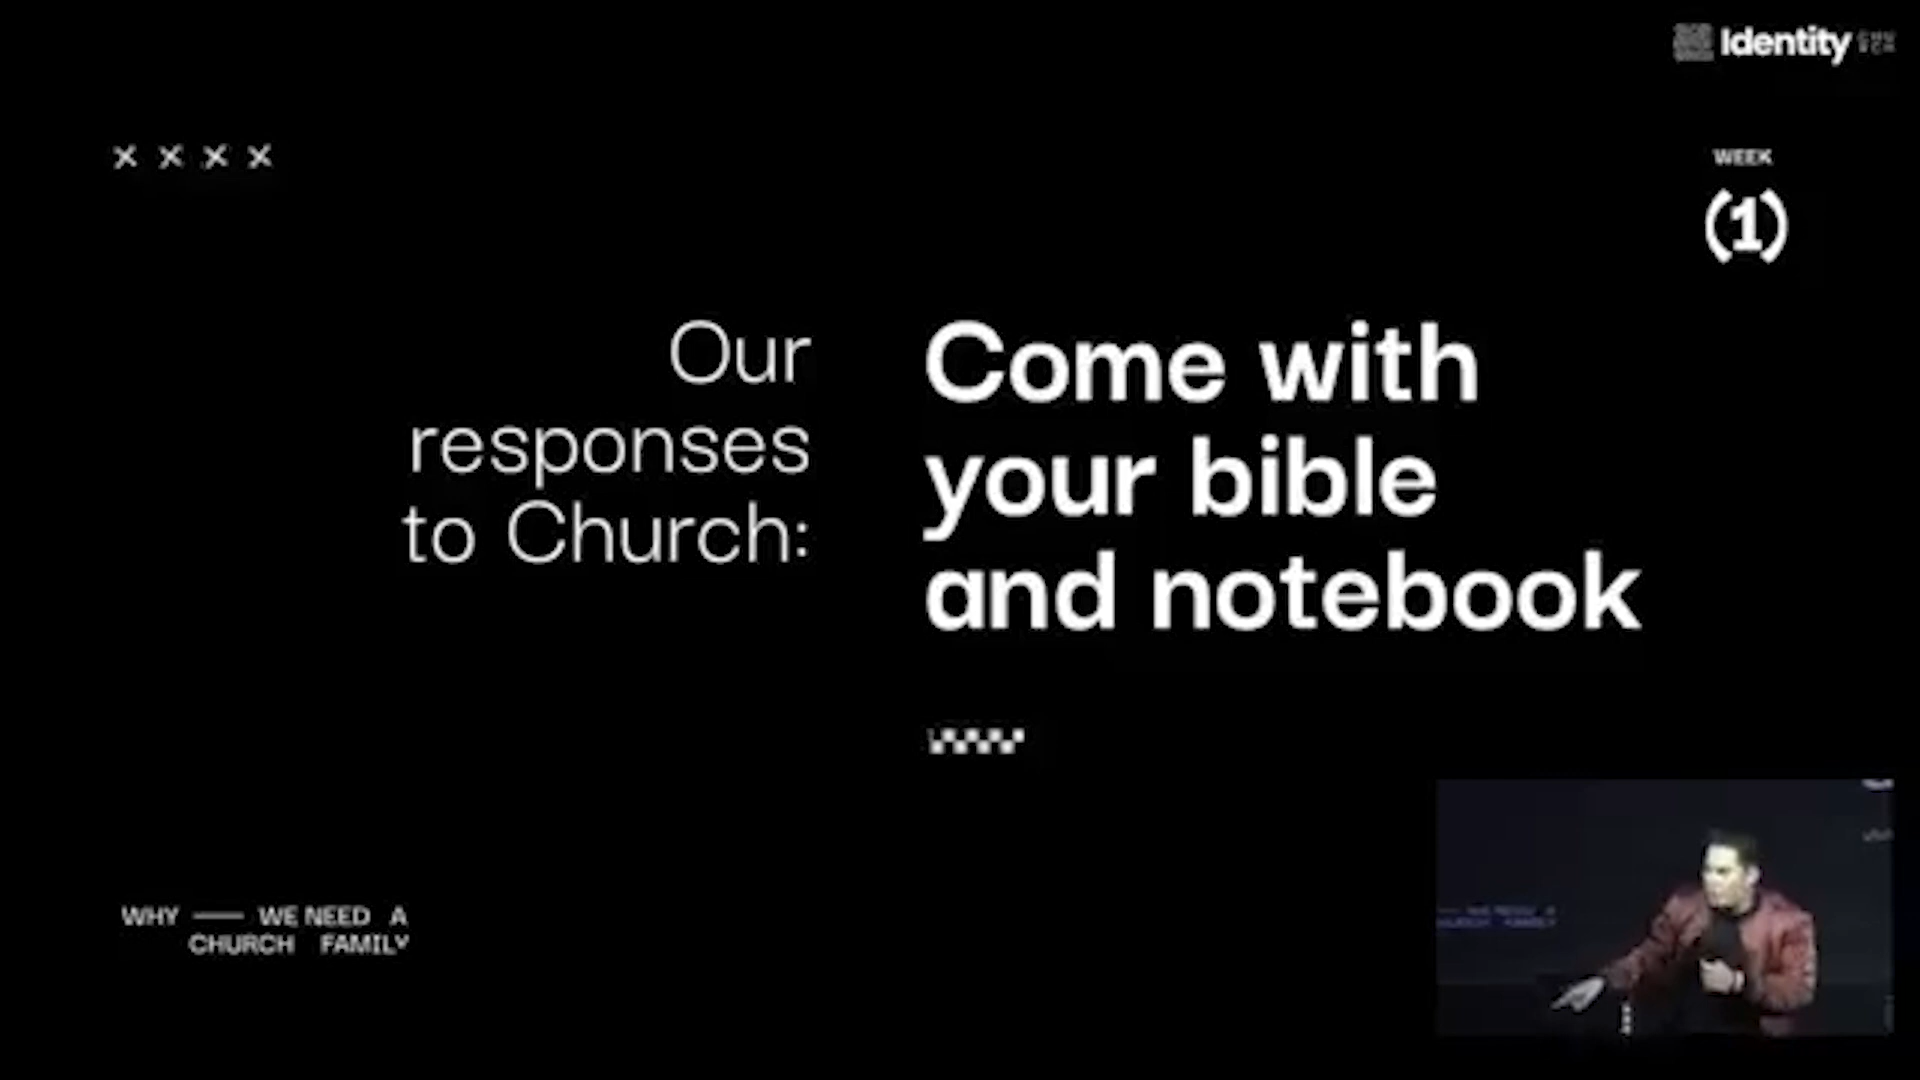 Identity
WEEK
(1)
Our
responses
to Church:
Come with
your bible
and notebook
WHY — WE NEED A
CHURCH FAMILY